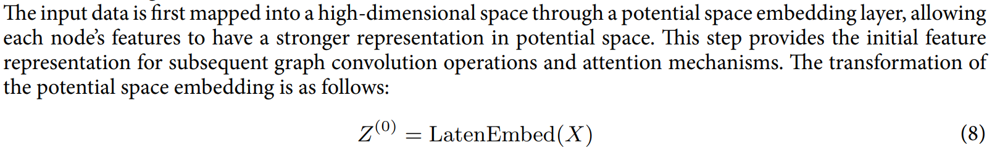 The input data is first mapped into a high-dimensional space through a potential space embedding layer, allowing
each node's features to have a stronger representation in potential space. This step provides the initial feature
representation for subsequent graph convolution operations and attention mechanisms. The transformation of
the potential space embedding is as follows:
Z^(0) = LatenEmbed(X) (8)